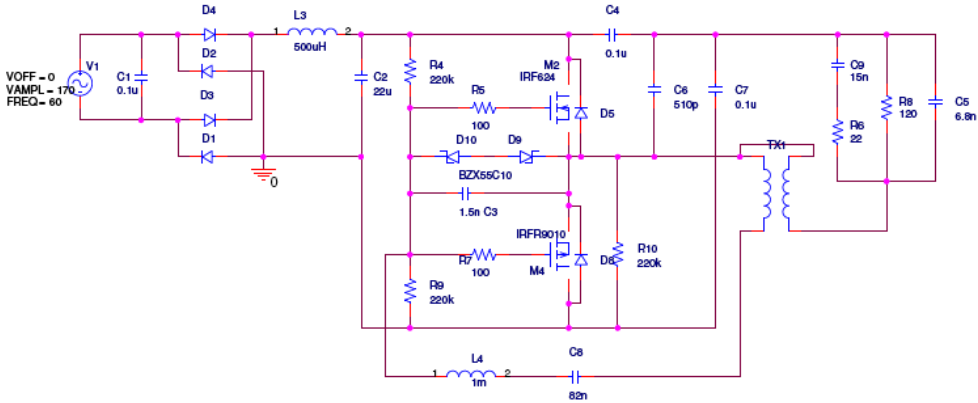 D4
L3
1
2
500uH
C4
0.1u
VOFF = 0
VAMPL = 170
FREQ = 60
V1
C1
0.1u
D2
D3
D1
0
C2
22u
R4
220k
R5
100
M2
IRF624
D5
C6
510p
C7
0.1u
C9
15n
R6
22
R8
120
C5
6.8n
D10
D9
BZX55C10
TX1
1.5n C3
IRFR9010
R7
100
M4
R10
220k
R9
220k
L4
1
1m
2
C8
82n